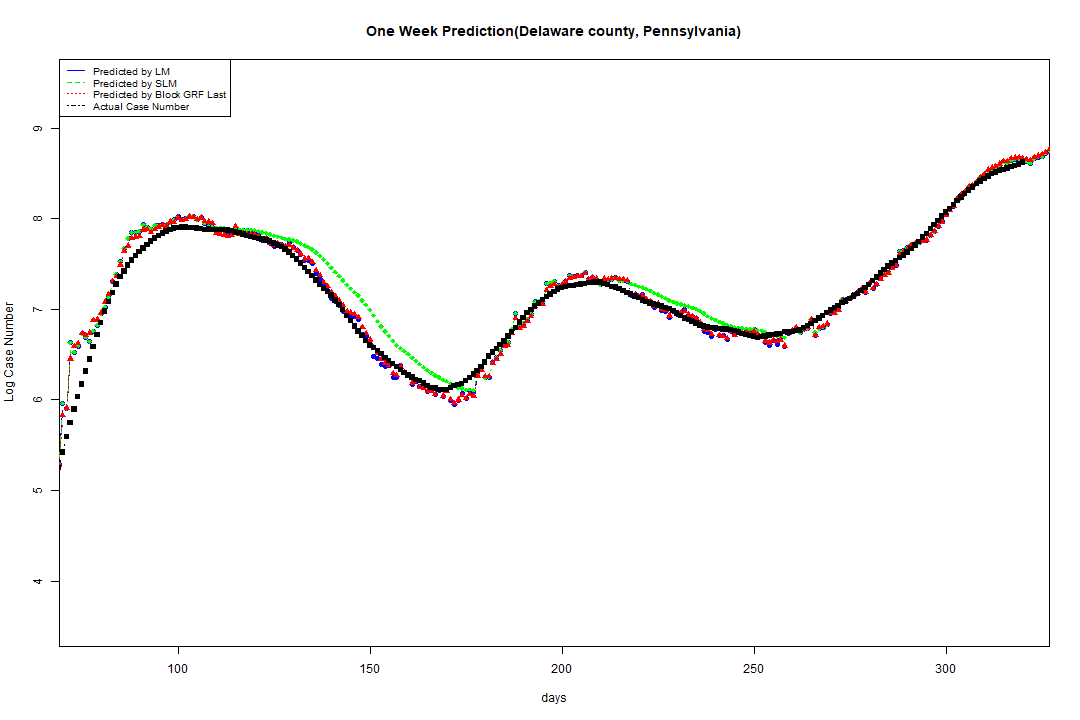 One Week Prediction(Delaware county, Pennsylvania)
Predicted by LM
Predicted by SLM
Predicted by Block GRF Last
Actual Case Number
9
8
7
6
5
4
Log Case Number
100 150 200 250 300
days